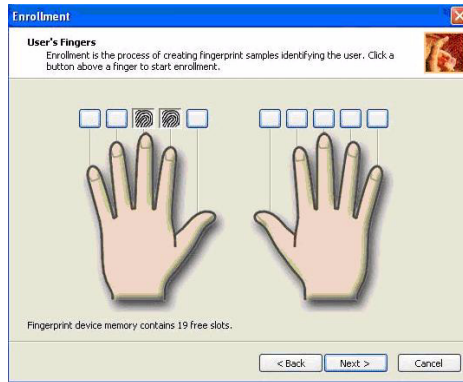 Enrollment
User's Fingers
Enrollment is the process of creating fingerprint samples identifying the user. Click a
button above a finger to start enrollment.
Fingerprint device memory contains 19 free slots.
< Back Next > Cancel